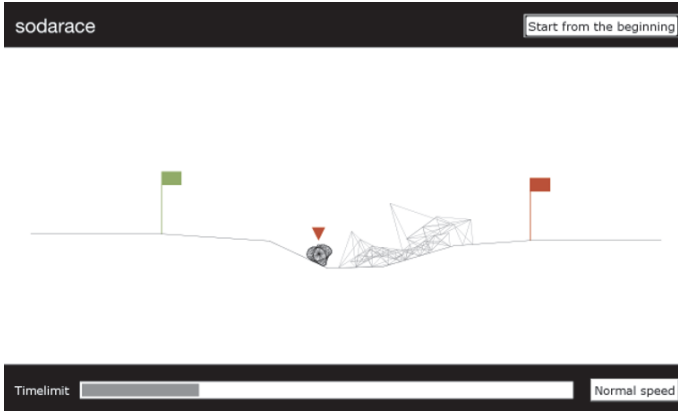 sodarace
Start from the beginning
Timelimit
Normal speed